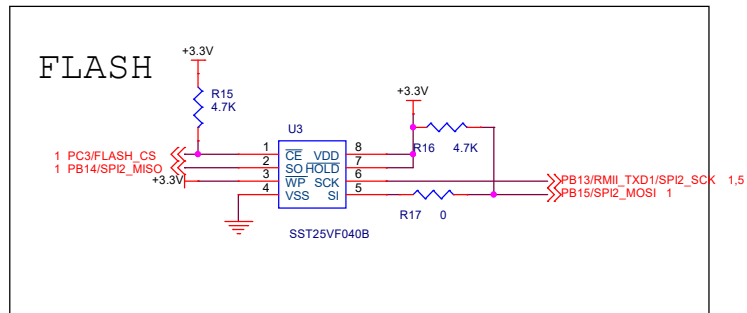 FLASH
+3.3V
R15
4.7K
+3.3V
R16 4.7K
U3
1 PC3/FLASH_CS
1 PB14/SPI2_MISO
+3.3V
1 CE VDD 8
2 SO HOLD 7
3 WP SCK 6
4 VSS SI 5
PB13/RMII_TXD1/SPI2_SCK 1,5
PB15/SPI2_MOSI 1
R17 0
SST25VF040B